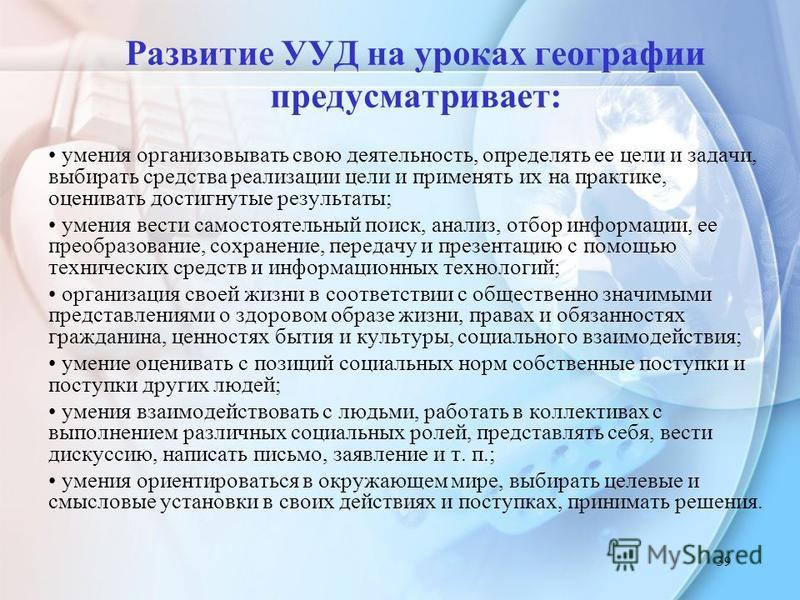 Развитие УУД на уроках географии
предусматривает:
• умения организовывать свою деятельность, определять ее цели и задачи,
выбирать средства реализации цели и применять их на практике,
оценивать достигнутые результаты;
• умения вести самостоятельный поиск, анализ, отбор информации, ее
преобразование, сохранение, передачу и презентацию с помощью
технических средств и информационных технологий;
• организация своей жизни в соответствии с общественно значимыми
представлениями о здоровом образе жизни, правах и обязанностях
гражданина, ценностях бытия и культуры, социального взаимодействия;
• умение оценивать с позиций социальных норм собственные поступки и
поступки других людей;
• умения взаимодействовать с людьми, работать в коллективах с
выполнением различных социальных ролей, представлять себя, вести
дискуссию, написать письмо, заявление и т. п.;
• умения ориентироваться в окружающем мире, выбирать целевые и
смысловые установки в своих действиях и поступках, принимать решения.
MyShared
39